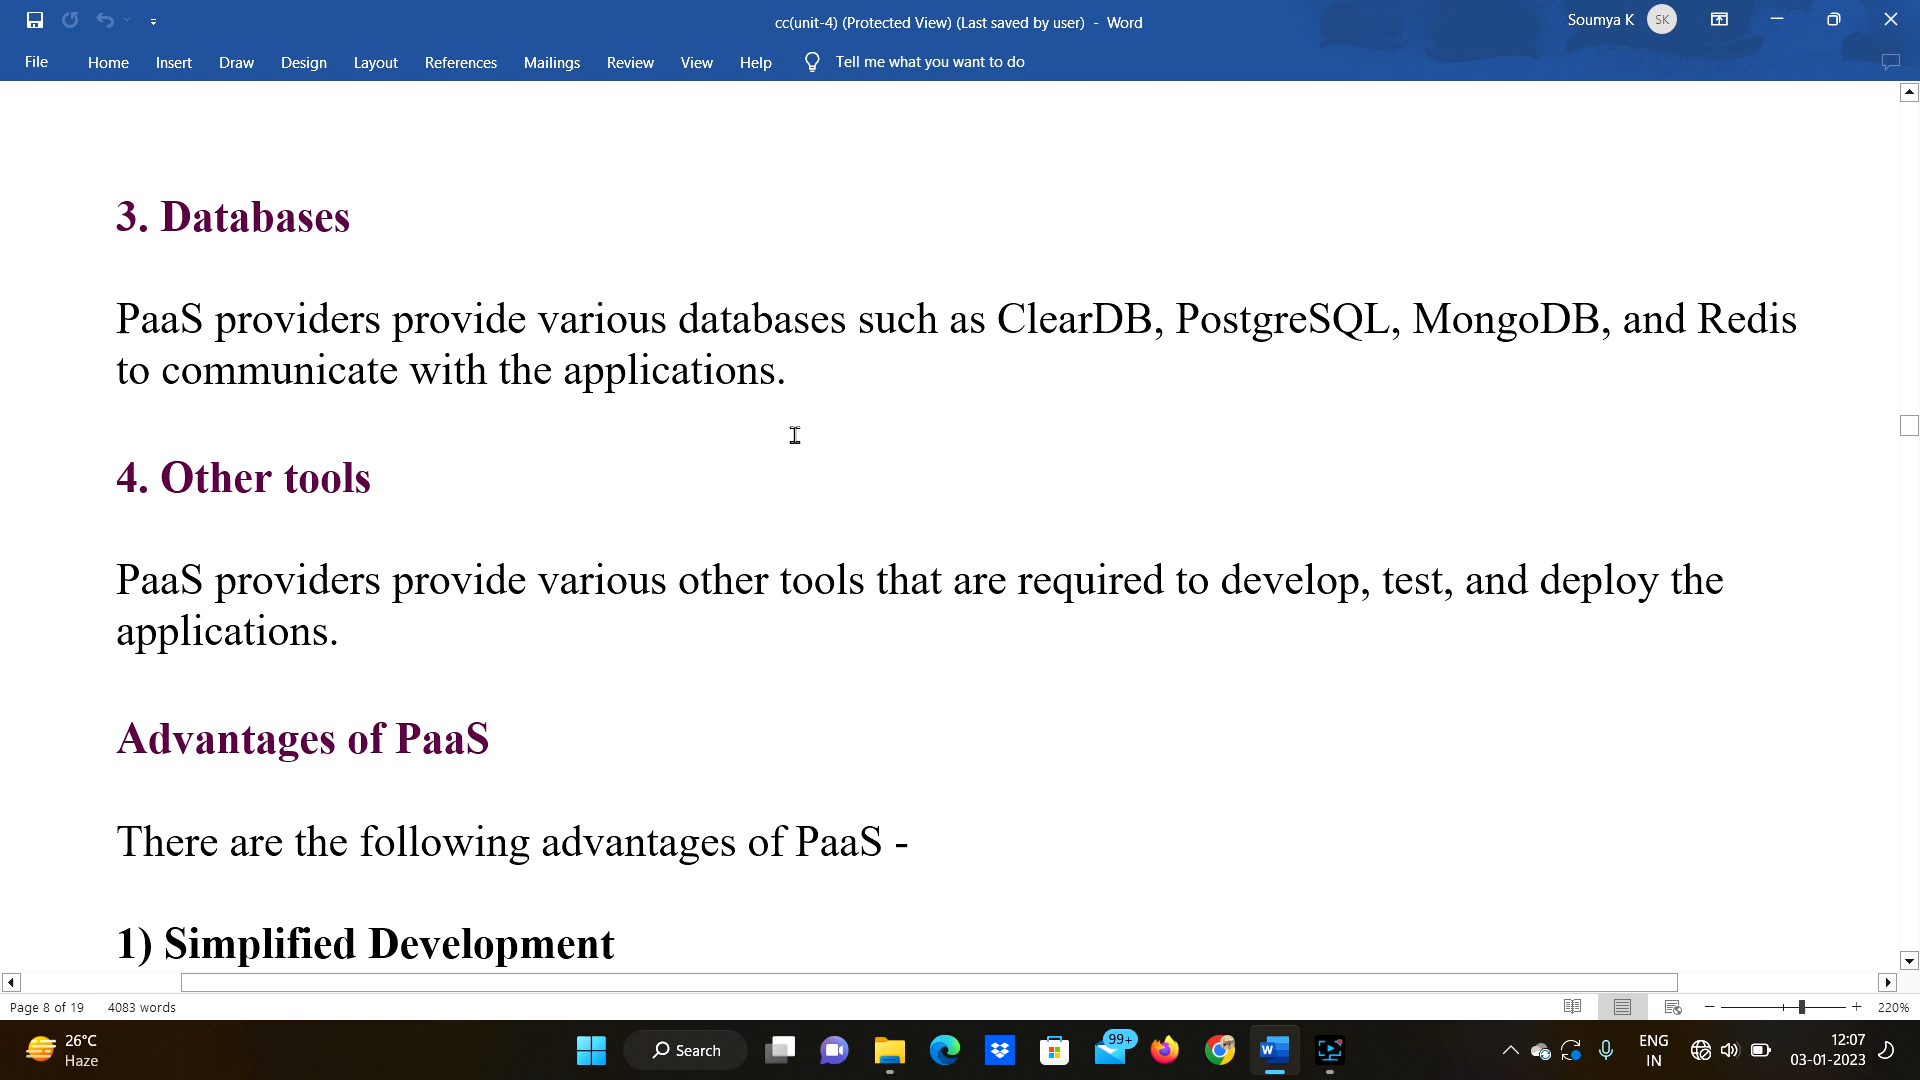 cc(unit-4) (Protected View) (Last saved by user) - Word
Soumya K
SK
File
Home
Insert
Draw
Design
Layout
References
Mailings
Review
View
Help
Tell me what you want to do
3. Databases
PaaS providers provide various databases such as ClearDB, PostgreSQL, MongoDB, and Redis
to communicate with the applications.
4. Other tools
PaaS providers provide various other tools that are required to develop, test, and deploy the
applications.
Advantages of PaaS
There are the following advantages of PaaS -
1) Simplified Development
Page 8 of 19
4083 words
220%
26°C
Haze
Search
99+
W
ENG
IN
12:07
03-01-2023